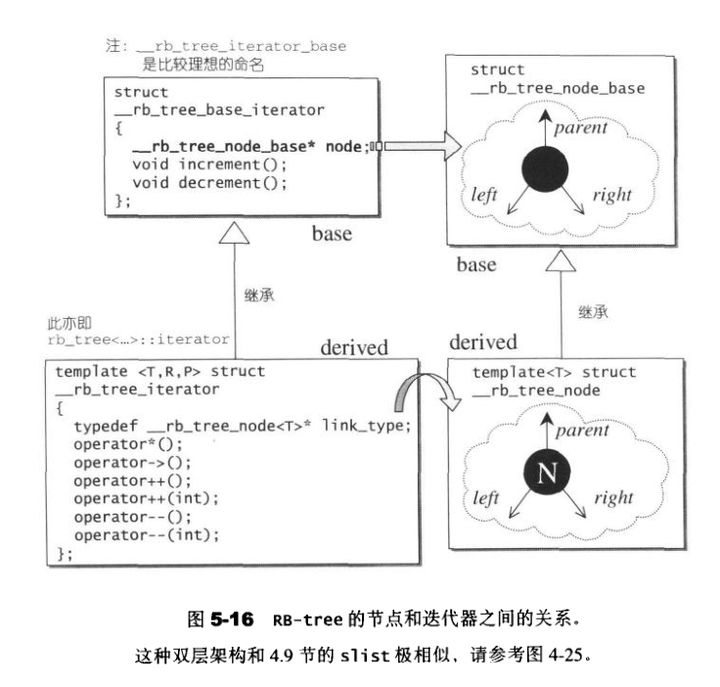 注：__rb_tree_iterator_base
是比较理想的命名
struct
__rb_tree_base_iterator
{
__rb_tree_node_base* node;
void increment();
void decrement();
};
base
struct
__rb_tree_node_base
parent
left
right
base
继承
继承
此亦即
rb_tree<…>::iterator
derived
derived
template <T,R,P> struct
__rb_tree_iterator
{
typedef __rb_tree_node<T>* link_type;
operator*();
operator->();
operator++();
operator++(int);
operator--();
operator--(int);
};
template<T> struct
__rb_tree_node
parent
N
left
right
图 5-16 RB-tree 的节点和迭代器之间的关系。
这种双层架构和 4.9 节的 slist 极相似，请参考图 4-25。